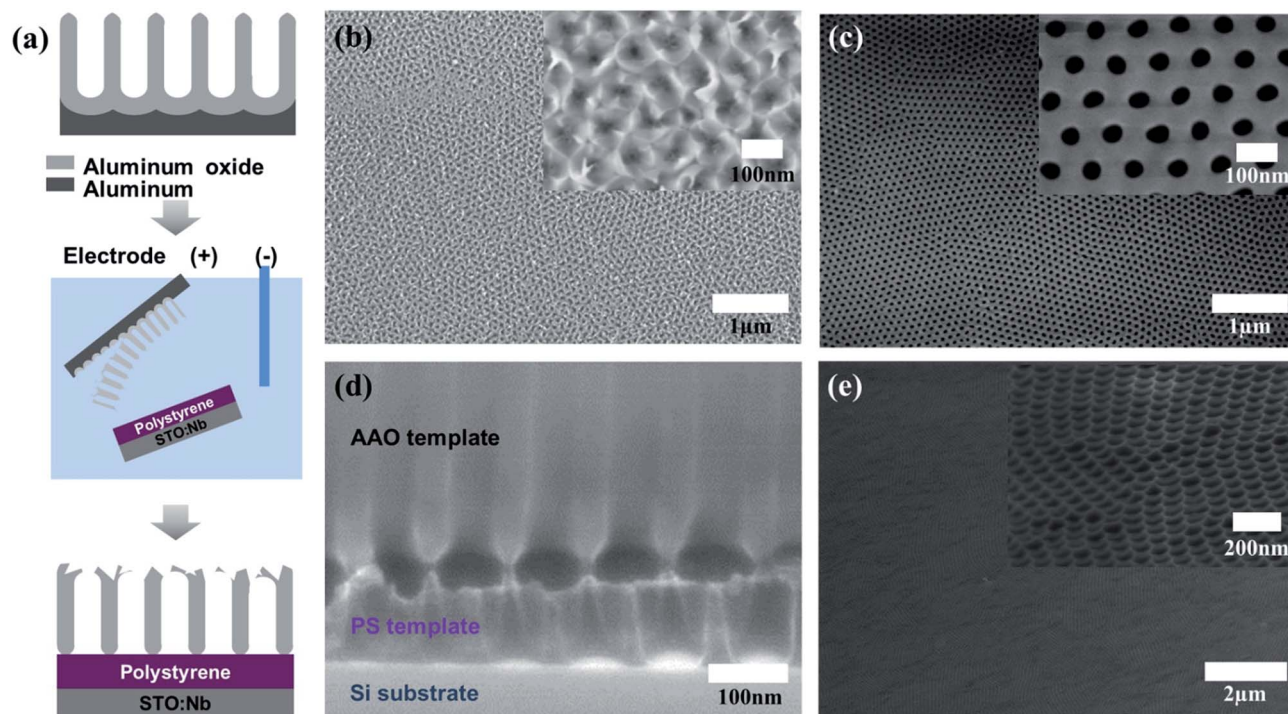 (a)
Aluminum oxide
Aluminum
Electrode (+) (-)
Polystyrene
STO:Nb
Polystyrene
STO:Nb
(b)
100nm
1μm
(c)
100nm
1μm
(d)
AAO template
PS template
Si substrate
100nm
(e)
200nm
2μm